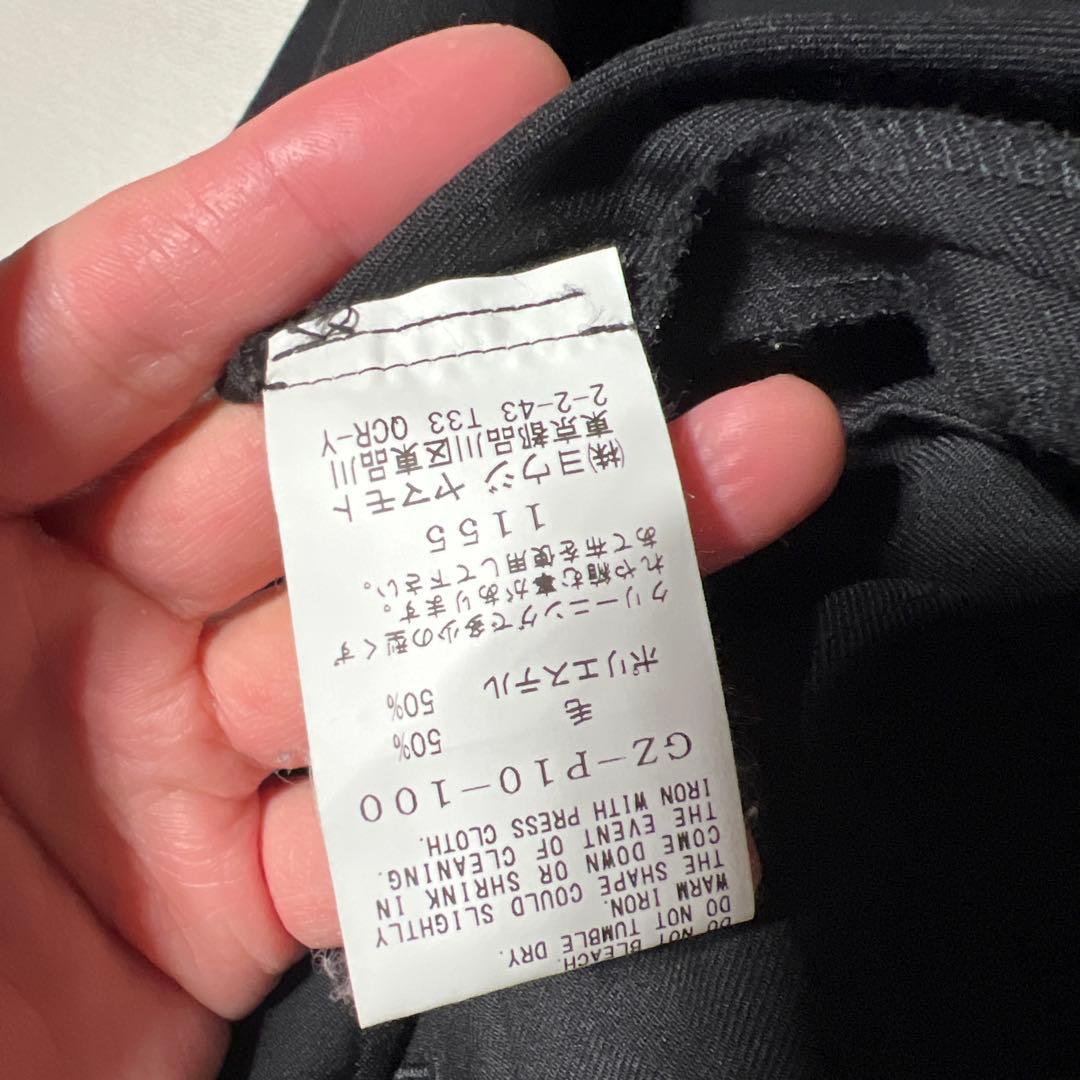 DO NOT BLEACH.
DO NOT TUMBLE DRY.
WARM IRON.
THE SHAPE COULD SLIGHTLY
COME DOWN OR SHRINK IN
THE EVENT OF CLEANING.
IRON WITH PRESS CLOTH.
GZ-P10-100
毛 50%
ポリエステル 50%
クリーニングで多少の型くず
れや縮む事があります。
あて布を使用して下さい。
1155
㈱ヨウジ ヤマモト
東京都品川区東品川
2-2-43 T33 QCR-Y